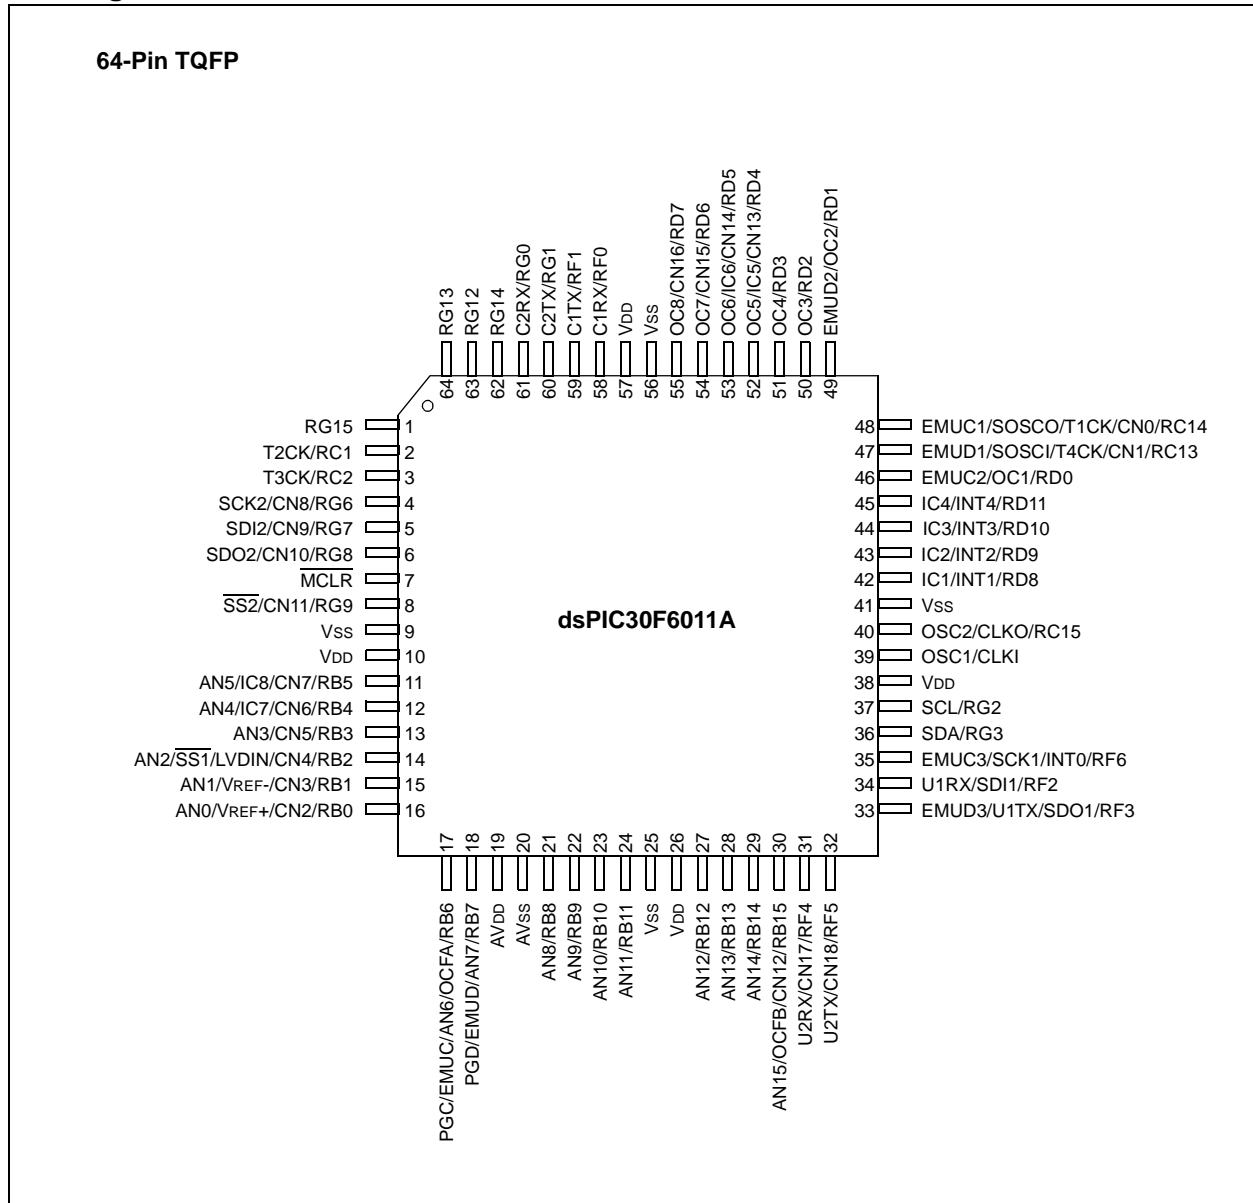 64-Pin TQFP
RG13
RG12
RG14
C2RX/RG0
C2TX/RG1
C1TX/RF1
C1RX/RF0
VDD
VSS
OC8/CN16/RD7
OC7/CN15/RD6
OC6/IC6/CN14/RD5
OC5/IC5/CN13/RD4
OC4/RD3
OC3/RD2
EMUD2/OC2/RD1
64 63 62 61 60 59 58 57 56 55 54 53 52 51 50 49
RG15 1
T2CK/RC1 2
T3CK/RC2 3
SCK2/CN8/RG6 4
SDI2/CN9/RG7 5
SDO2/CN10/RG8 6
MCLR 7
SS2/CN11/RG9 8
VSS 9
VDD 10
AN5/IC8/CN7/RB5 11
AN4/IC7/CN6/RB4 12
AN3/CN5/RB3 13
AN2/SS1/LVDIN/CN4/RB2 14
AN1/VREF-/CN3/RB1 15
AN0/VREF+/CN2/RB0 16
dsPIC30F6011A
48 EMUC1/SOSCO/T1CK/CN0/RC14
47 EMUD1/SOSCI/T4CK/CN1/RC13
46 EMUC2/OC1/RD0
45 IC4/INT4/RD11
44 IC3/INT3/RD10
43 IC2/INT2/RD9
42 IC1/INT1/RD8
41 VSS
40 OSC2/CLKO/RC15
39 OSC1/CLKI
38 VDD
37 SCL/RG2
36 SDA/RG3
35 EMUC3/SCK1/INT0/RF6
34 U1RX/SDI1/RF2
33 EMUD3/U1TX/SDO1/RF3
17 18 19 20 21 22 23 24 25 26 27 28 29 30 31 32
PGC/EMUC/AN6/OCFA/RB6
PGD/EMUD/AN7/RB7
AVDD
AVSS
AN8/RB8
AN9/RB9
AN10/RB10
AN11/RB11
VSS
VDD
AN12/RB12
AN13/RB13
AN14/RB14
AN15/OCFB/CN12/RB15
U2RX/CN17/RF4
U2TX/CN18/RF5